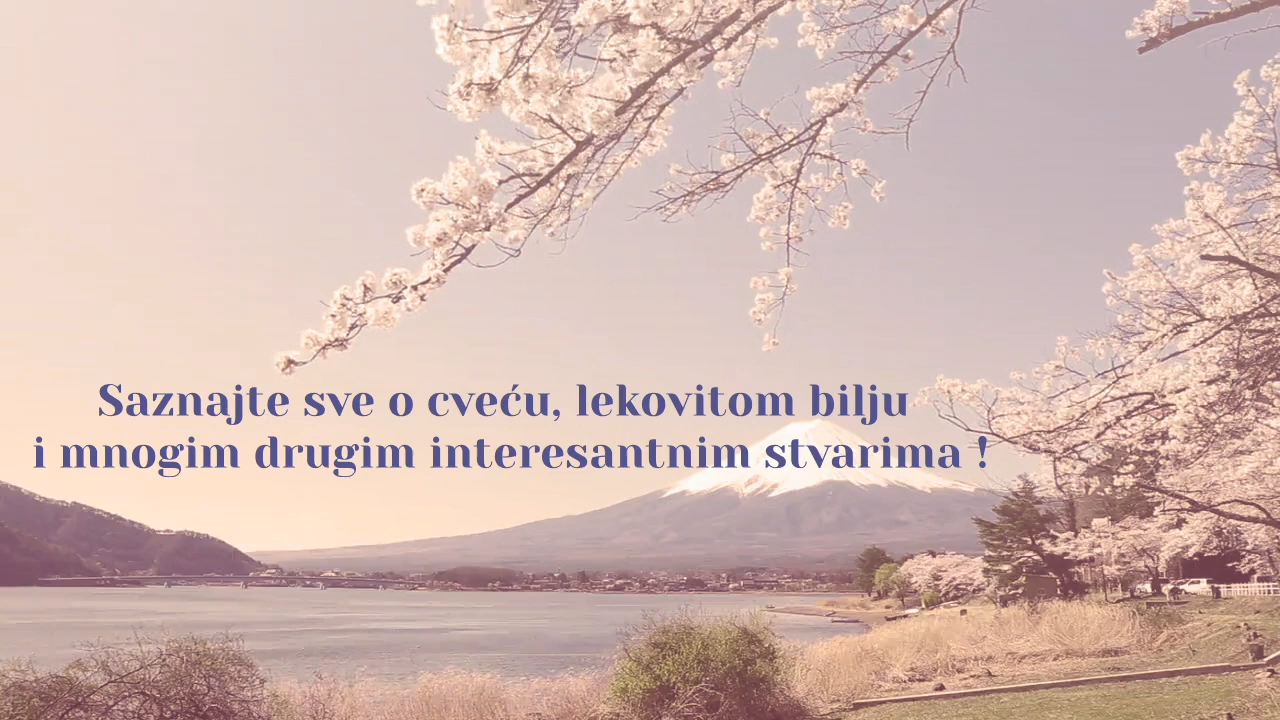 Saznajte sve o cveću, lekovitom bilju
i mnogim drugim interesantnim stvarima !